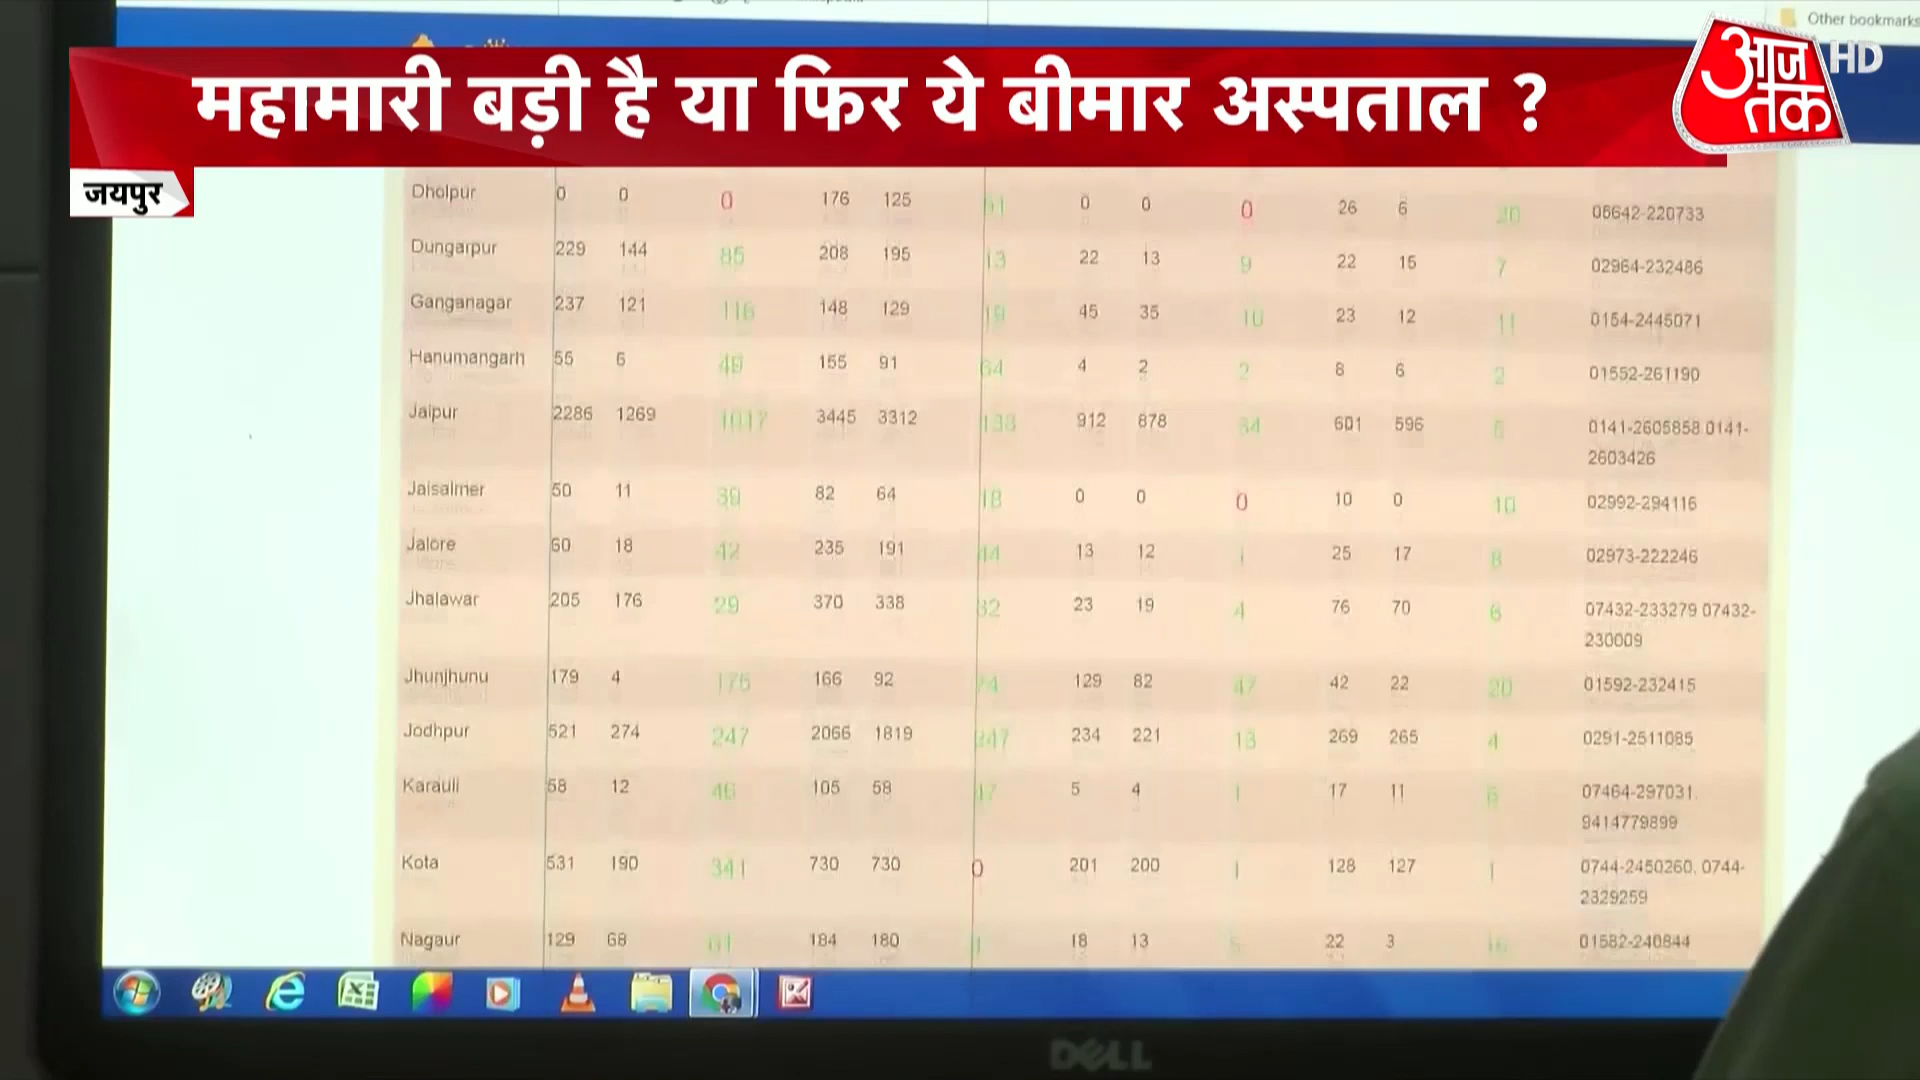 Other bookmarks
महामारी बड़ी है या फिर ये बीमार अस्पताल ?
आज तक HD
जयपुर
Dholpur 0 0 0 176 125 51 0 0 0 26 6 20 05642-220733
Dungarpur 229 144 85 208 195 13 22 13 9 22 15 7 02964-232486
Ganganagar 237 121 116 148 129 19 45 35 10 23 12 11 0154-2445071
Hanumangarh 55 6 49 155 91 64 4 2 2 8 6 2 01552-261190
Jaipur 2286 1269 1017 3445 3312 133 912 878 34 601 596 5 0141-2605858 0141-
2603426
Jaisalmer 50 11 39 82 64 18 0 0 0 10 0 10 02992-294116
Jalore 60 18 42 235 191 44 13 12 1 25 17 8 02973-222246
Jhalawar 205 176 29 370 338 32 23 19 4 76 70 6 07432-233279 07432-
230009
Jhunjhunu 179 4 175 166 92 74 129 82 47 42 22 20 01592-232415
Jodhpur 521 274 247 2066 1819 247 234 221 13 269 265 4 0291-2511085
Karauli 58 12 46 105 58 47 5 4 1 17 11 6 07464-297031,
9414779899
Kota 531 190 341 730 730 0 201 200 1 128 127 1 0744-2450260, 0744-
2329259
Nagaur 129 68 61 184 180 18 13 5 22 3 01582-240844
DELL